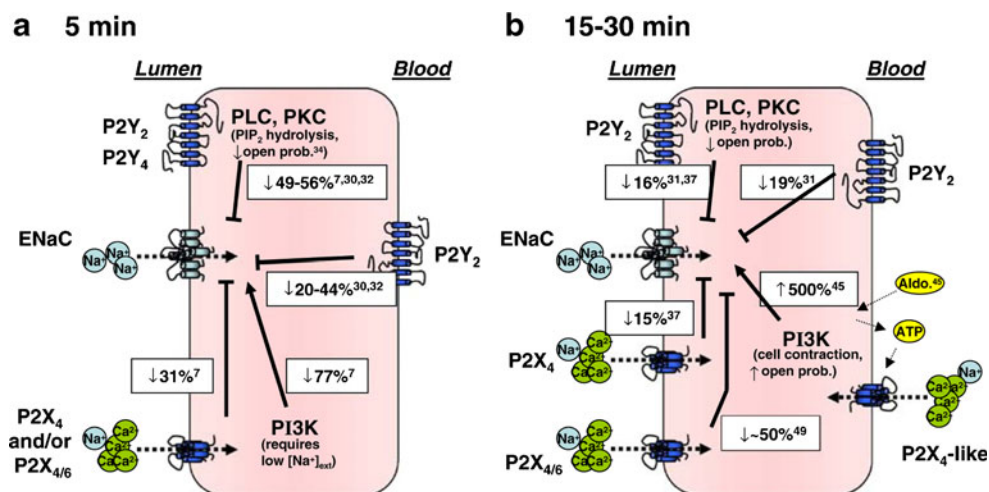 a 5 min
Lumen
Blood
P2Y₂
P2Y₄
PLC, PKC
(PIP₂ hydrolysis,
↓open prob.³⁴)
↓49-56%⁷,³⁰,³²
ENaC
Na⁺
Na⁺
Na⁺
P2Y₂
↓20-44%³⁰,³²
↓31%⁷
↓77%⁷
P2X₄
and/or
P2X₄/₆
Na⁺
Ca²⁺
Ca²⁺
Ca
Ca²⁺
PI3K
(requires
low [Na⁺]ext)
b 15-30 min
Lumen
Blood
P2Y₂
PLC, PKC
(PIP₂ hydrolysis,
↓open prob.)
↓16%³¹,³⁷
↓19%³¹
P2Y₂
ENaC
Na⁺
Na⁺
Na⁺
↑500%⁴⁵
Aldo.⁴⁵
ATP
↓15%³⁷
P2X₄
Na⁺
Ca²⁺
Ca²⁺
Ca
Ca²⁺
PI3K
(cell contraction,
↑open prob.)
Na⁺
Ca²⁺
a²⁺
Ca²⁺
Ca²⁺
P2X₄-like
↓~50%⁴⁹
P2X₄/₆
Na⁺
Ca²⁺
Ca²⁺
Ca
Ca²⁺